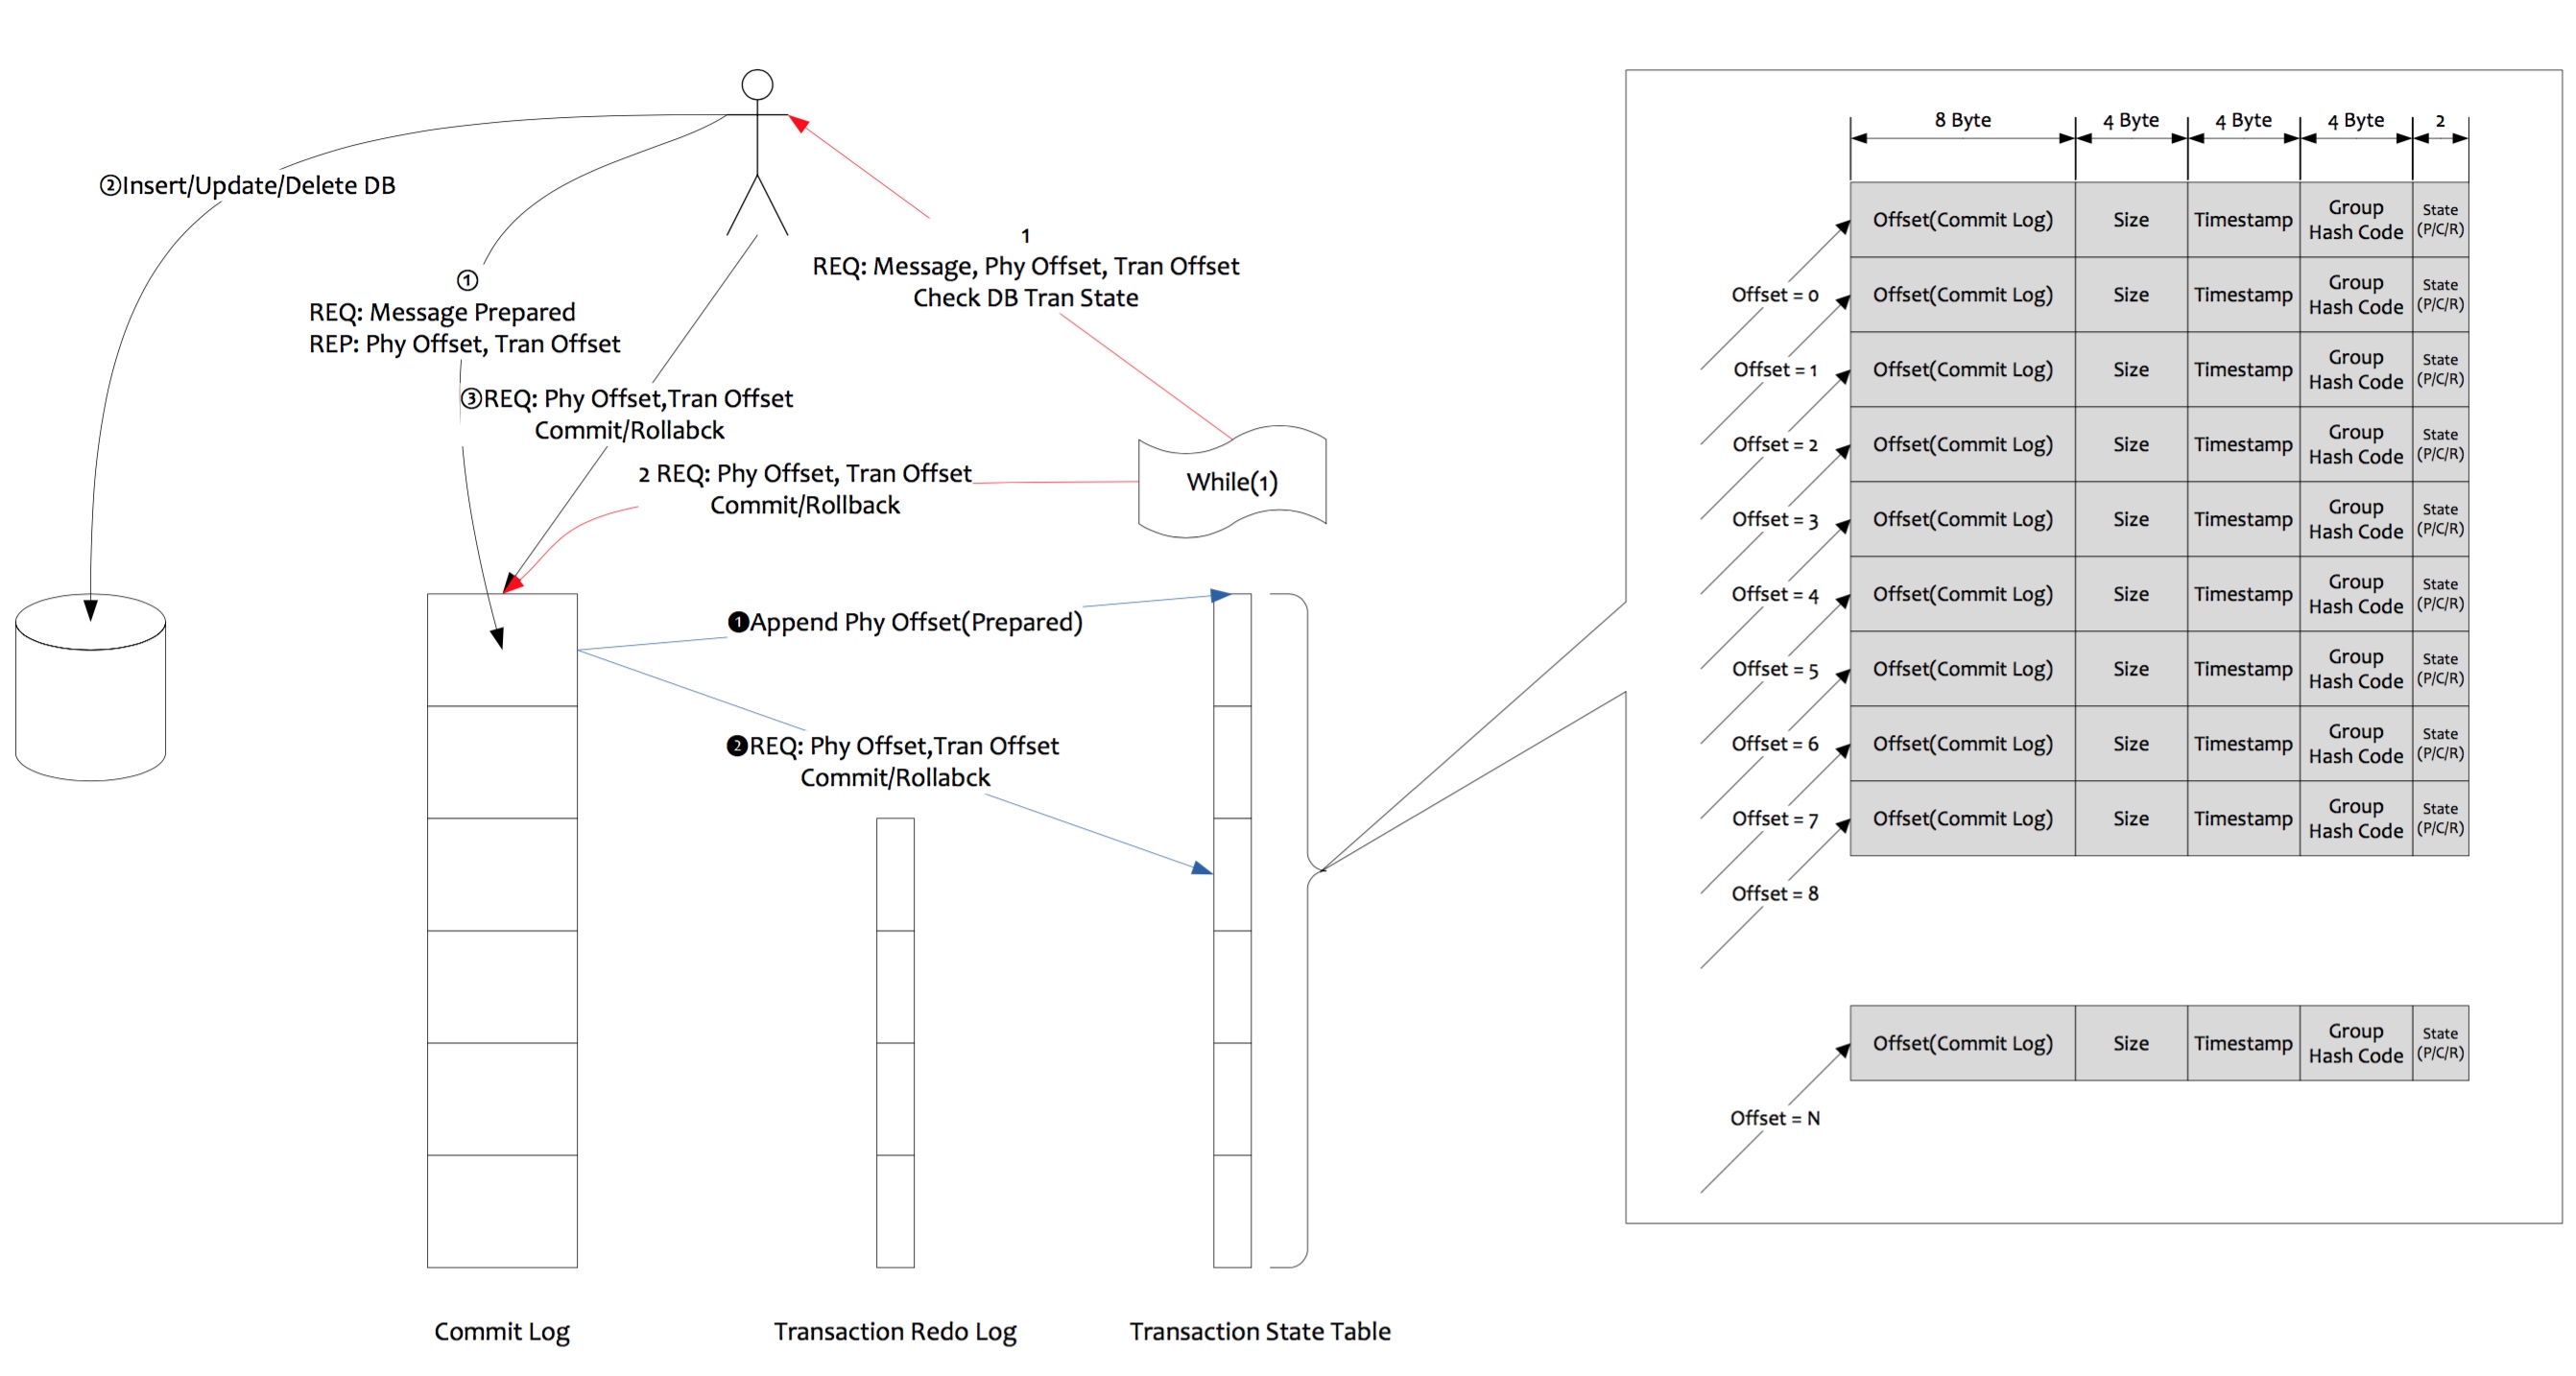 ②Insert/Update/Delete DB
①
REQ: Message Prepared
REP: Phy Offset, Tran Offset
③REQ: Phy Offset,Tran Offset
Commit/Rollabck
1
REQ: Message, Phy Offset, Tran Offset
Check DB Tran State
2 REQ: Phy Offset, Tran Offset
Commit/Rollback
While(1)
❶Append Phy Offset(Prepared)
❷REQ: Phy Offset,Tran Offset
Commit/Rollabck
Commit Log
Transaction Redo Log
Transaction State Table
8 Byte 4 Byte 4 Byte 4 Byte 2
Offset(Commit Log) Size Timestamp Group Hash Code State (P/C/R)
Offset = 0
Offset(Commit Log) Size Timestamp Group Hash Code State (P/C/R)
Offset = 1
Offset(Commit Log) Size Timestamp Group Hash Code State (P/C/R)
Offset = 2
Offset(Commit Log) Size Timestamp Group Hash Code State (P/C/R)
Offset = 3
Offset(Commit Log) Size Timestamp Group Hash Code State (P/C/R)
Offset = 4
Offset(Commit Log) Size Timestamp Group Hash Code State (P/C/R)
Offset = 5
Offset(Commit Log) Size Timestamp Group Hash Code State (P/C/R)
Offset = 6
Offset(Commit Log) Size Timestamp Group Hash Code State (P/C/R)
Offset = 7
Offset(Commit Log) Size Timestamp Group Hash Code State (P/C/R)
Offset = 8
Offset(Commit Log) Size Timestamp Group Hash Code State (P/C/R)
Offset = N